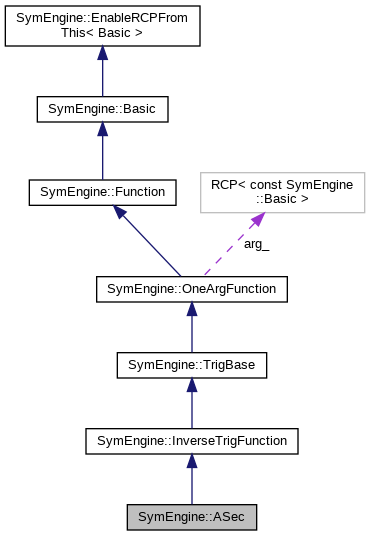 SymEngine::EnableRCPFrom
This< Basic >
SymEngine::Basic
SymEngine::Function
RCP< const SymEngine
::Basic >
arg_
SymEngine::OneArgFunction
SymEngine::TrigBase
SymEngine::InverseTrigFunction
SymEngine::ASec